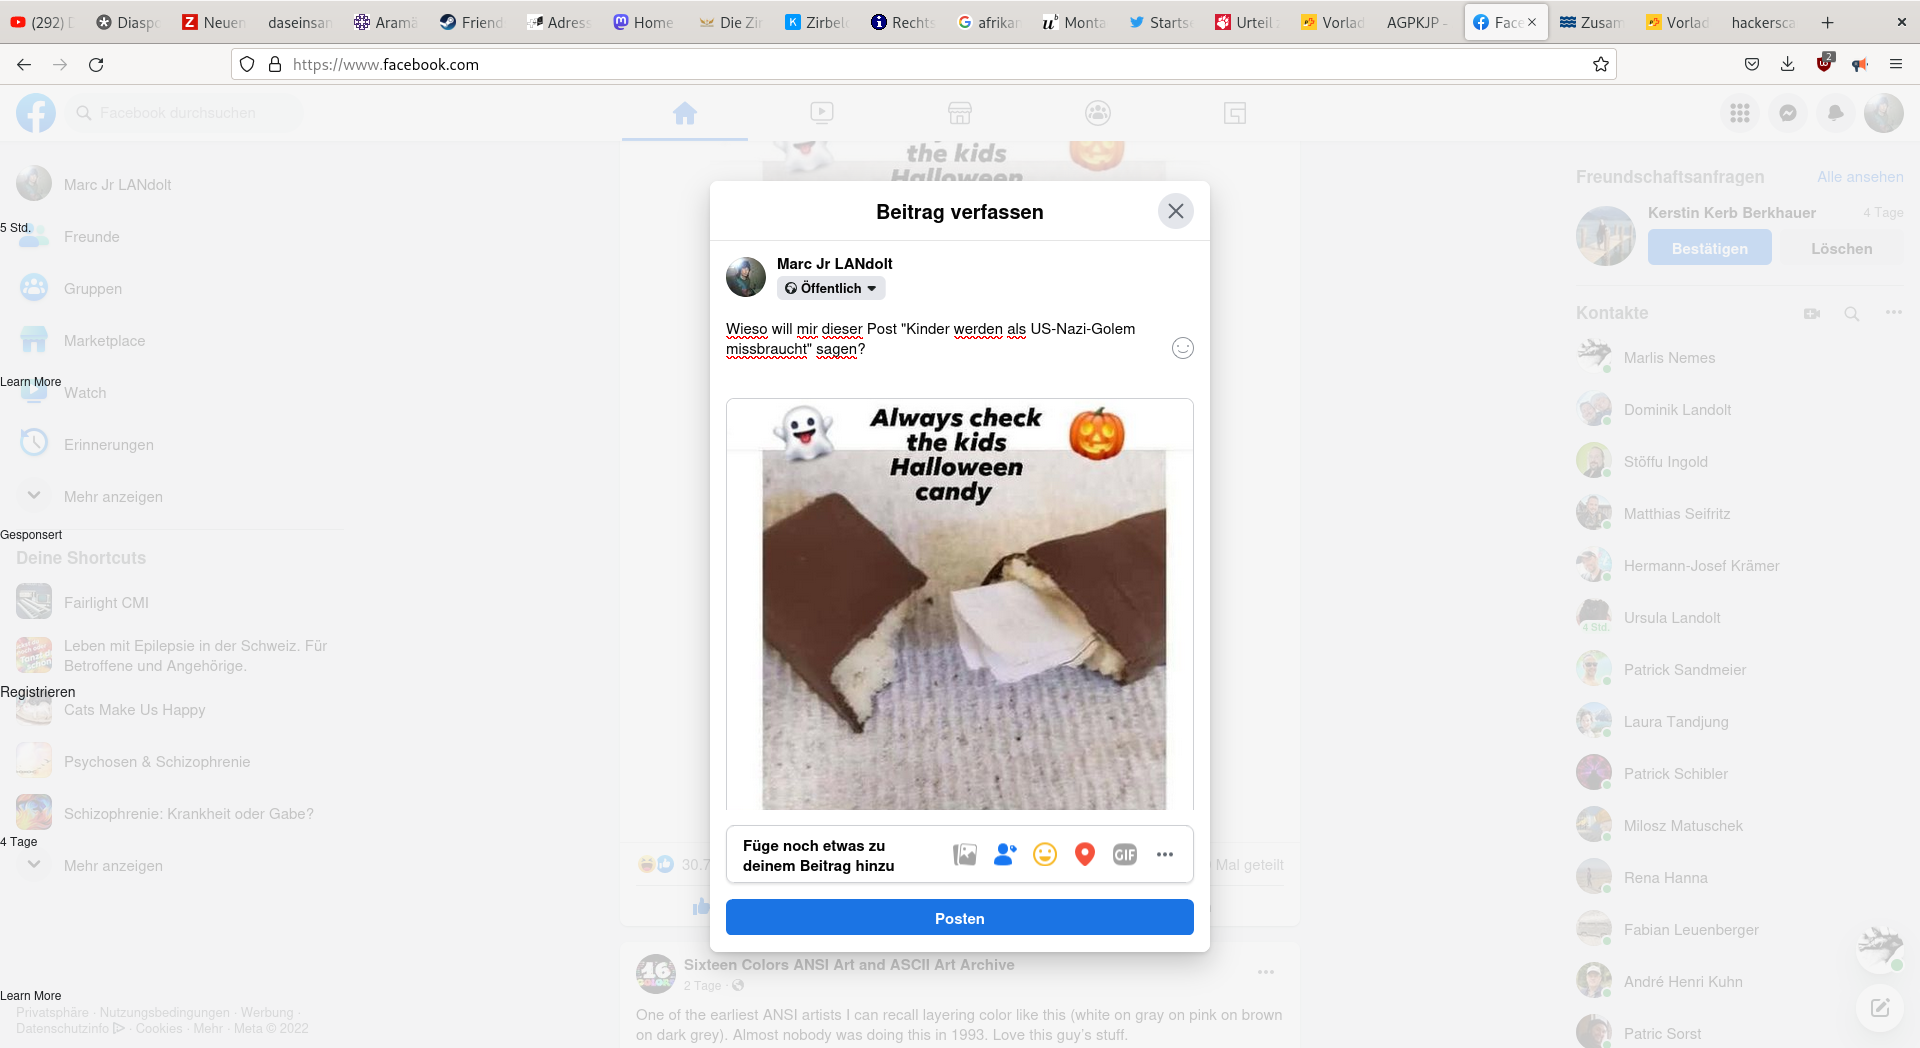 (292)
Diaspo
Neuen
daseinsa
Aramä
Friend
Adress
Home
Die Zir
Zirbel
Rechts
afrikan
Monta
Startse
Urteil
Vorlad
AGPKJP -
Face
Zusam
Vorlad
hackersca
https://www.facebook.com
2
Facebook durchsuchen
Marc Jr LANdolt
5 Std.
Freunde
Gruppen
Marketplace
Learn More
Watch
Erinnerungen
Mehr anzeigen
Gesponsert
Deine Shortcuts
Fairlight CMI
Leben mit Epilepsie in der Schweiz. Für
Betroffene und Angehörige.
Registrieren
Cats Make Us Happy
Psychosen & Schizophrenie
Schizophrenie: Krankheit oder Gabe?
4 Tage
Mehr anzeigen
Learn More
Privatsphäre · Nutzungsbedingungen · Werbung ·
Datenschutzinfo · Cookies · Mehr · Meta © 2022
the kids
Halloween
Beitrag verfassen
Marc Jr LANdolt
Öffentlich
Wieso will mir dieser Post "Kinder werden als US-Nazi-Golem
missbraucht" sagen?
Always check
the kids
Halloween
candy
Füge noch etwas zu
deinem Beitrag hinzu
GIF
Posten
30.7
Mal geteilt
16
COLORS
Sixteen Colors ANSI Art and ASCII Art Archive
2 Tage ·
One of the earliest ANSI artists I can recall layering color like this (white on gray on pink on brown
on dark grey). Almost nobody was doing this in 1993. Love this guy's stuff.
Freundschaftsanfragen
Alle ansehen
Kerstin Kerb Berkhauer
4 Tage
Bestätigen
Löschen
Kontakte
Marlis Nemes
Dominik Landolt
Stöffu Ingold
Matthias Seifritz
Hermann-Josef Krämer
Ursula Landolt
4 Std.
Patrick Sandmeier
Laura Tandjung
Patrick Schibler
Milosz Matuschek
Rena Hanna
Fabian Leuenberger
André Henri Kuhn
Patric Sorst